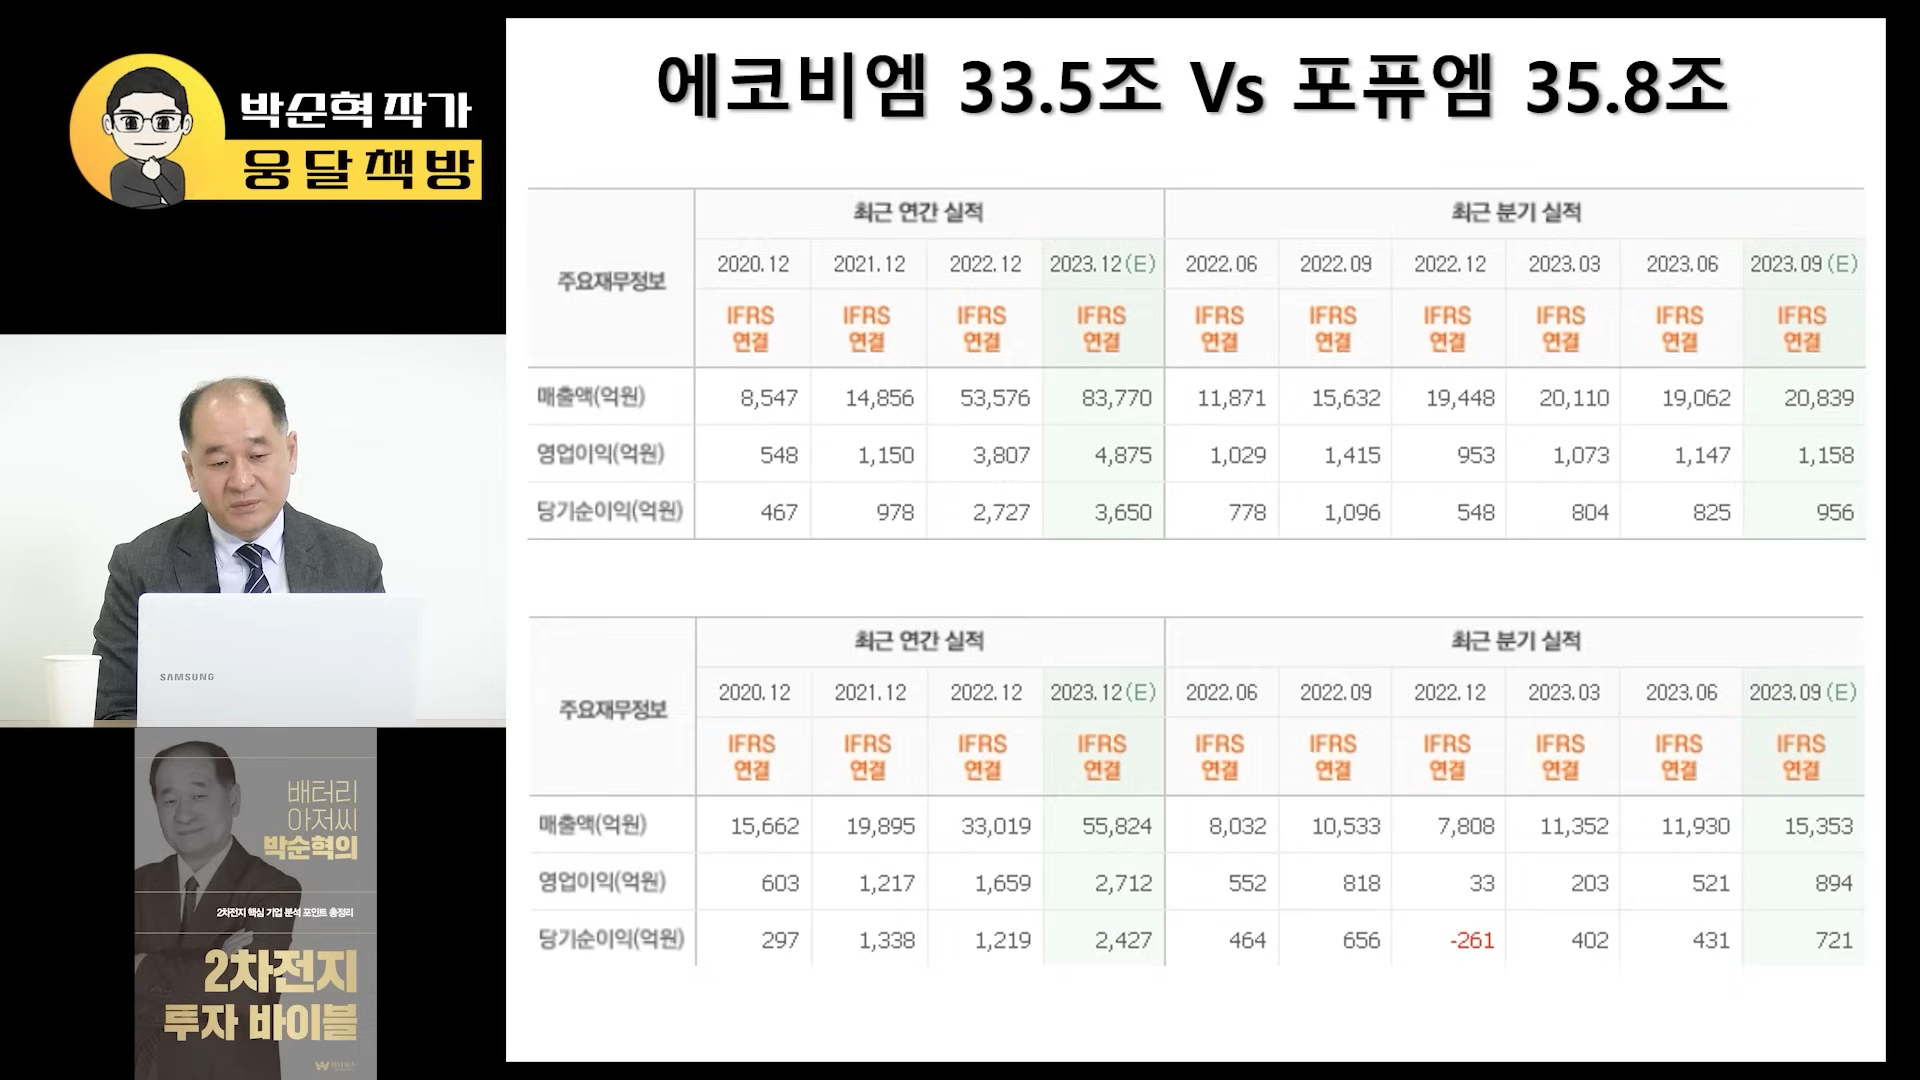 박순혁 작가
웅달책방
에코비엠 33.5조 Vs 포퓨엠 35.8조
주요재무정보 최근 연간 실적 최근 분기 실적
2020.12 2021.12 2022.12 2023.12(E) 2022.06 2022.09 2022.12 2023.03 2023.06 2023.09(E)
IFRS IFRS IFRS IFRS IFRS IFRS IFRS IFRS IFRS IFRS
연결 연결 연결 연결 연결 연결 연결 연결 연결 연결
매출액(억원) 8,547 14,856 53,576 83,770 11,871 15,632 19,448 20,110 19,062 20,839
영업이익(억원) 548 1,150 3,807 4,875 1,029 1,415 953 1,073 1,147 1,158
당기순이익(억원) 467 978 2,727 3,650 778 1,096 548 804 825 956
주요재무정보 최근 연간 실적 최근 분기 실적
2020.12 2021.12 2022.12 2023.12(E) 2022.06 2022.09 2022.12 2023.03 2023.06 2023.09(E)
IFRS IFRS IFRS IFRS IFRS IFRS IFRS IFRS IFRS IFRS
연결 연결 연결 연결 연결 연결 연결 연결 연결 연결
매출액(억원) 15,662 19,895 33,019 55,824 8,032 10,533 7,808 11,352 11,930 15,353
영업이익(억원) 603 1,217 1,659 2,712 552 818 33 203 521 894
당기순이익(억원) 297 1,338 1,219 2,427 464 656 -261 402 431 721
SAMSUNG
배터리
아저씨
박순혁의
2차전지 핵심 기업 분석 포인트 총정리
2차전지
투자 바이블